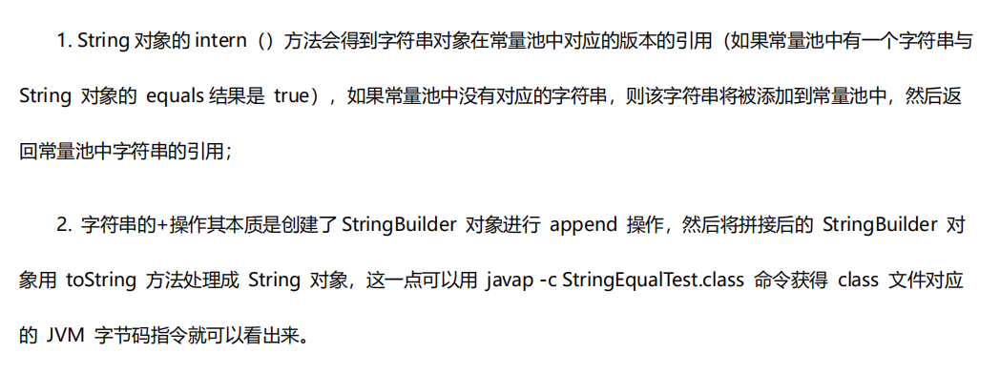 1. String 对象的 intern（）方法会得到字符串对象在常量池中对应的版本的引用（如果常量池中有一个字符串与
String 对象的 equals 结果是 true），如果常量池中没有对应的字符串，则该字符串将被添加到常量池中，然后返
回常量池中字符串的引用；
2. 字符串的+操作其本质是创建了 StringBuilder 对象进行 append 操作，然后将拼接后的 StringBuilder 对
象用 toString 方法处理成 String 对象，这一点可以用 javap -c StringEqualTest.class 命令获得 class 文件对应
的 JVM 字节码指令就可以看出来。